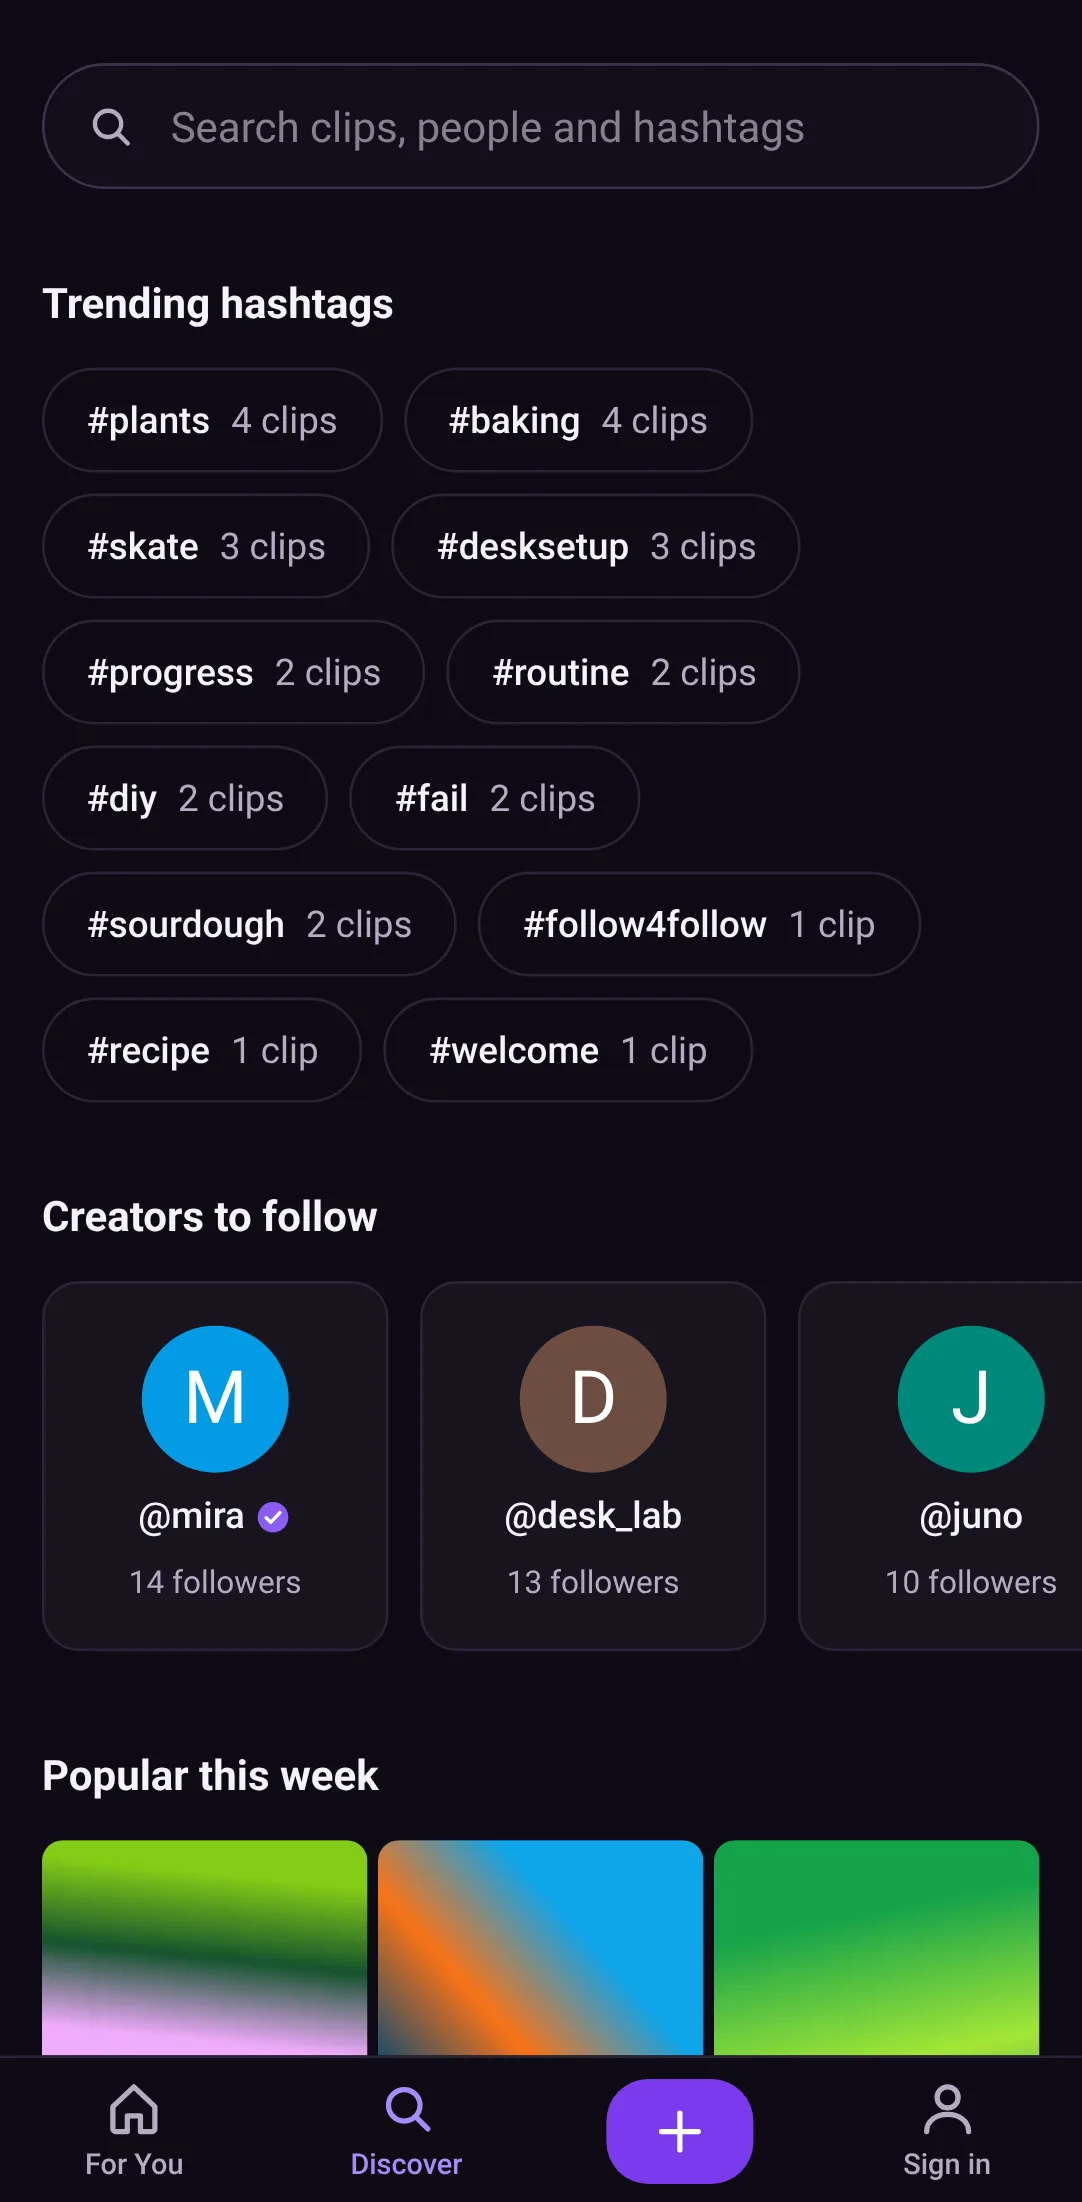 Search clips, people and hashtags
Trending hashtags
#plants 4 clips #baking 4 clips
#skate 3 clips #desksetup 3 clips
#progress 2 clips #routine 2 clips
#diy 2 clips #fail 2 clips
#sourdough 2 clips #follow4follow 1 clip
#recipe 1 clip #welcome 1 clip
Creators to follow
M D J
@mira @desk_lab @juno
14 followers 13 followers 10 followers
Popular this week
For You Discover Sign in